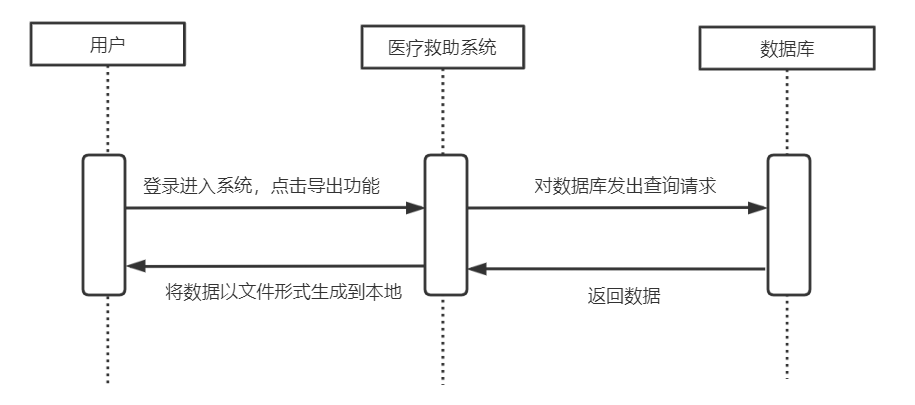 用户
医疗救助系统
数据库
登录进入系统，点击导出功能
对数据库发出查询请求
将数据以文件形式生成到本地
返回数据